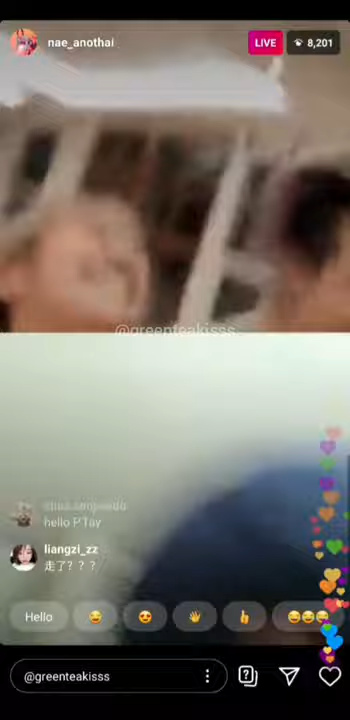 nae_anothai
LIVE
8,201
@greenteakisss
hello P'Tay
liangzi_zz
走了？？？
Hello
@greenteakisss